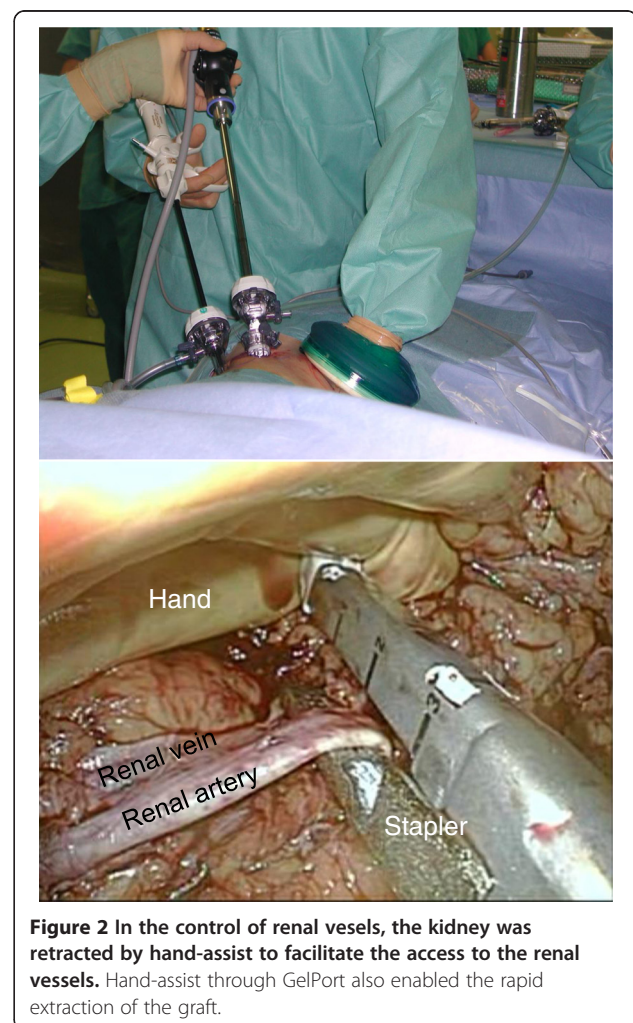 Hand
2
3
Renal vein
Renal artery
Stapler
Figure 2 In the control of renal vesels, the kidney was
retracted by hand-assist to facilitate the access to the renal
vessels. Hand-assist through GelPort also enabled the rapid
extraction of the graft.